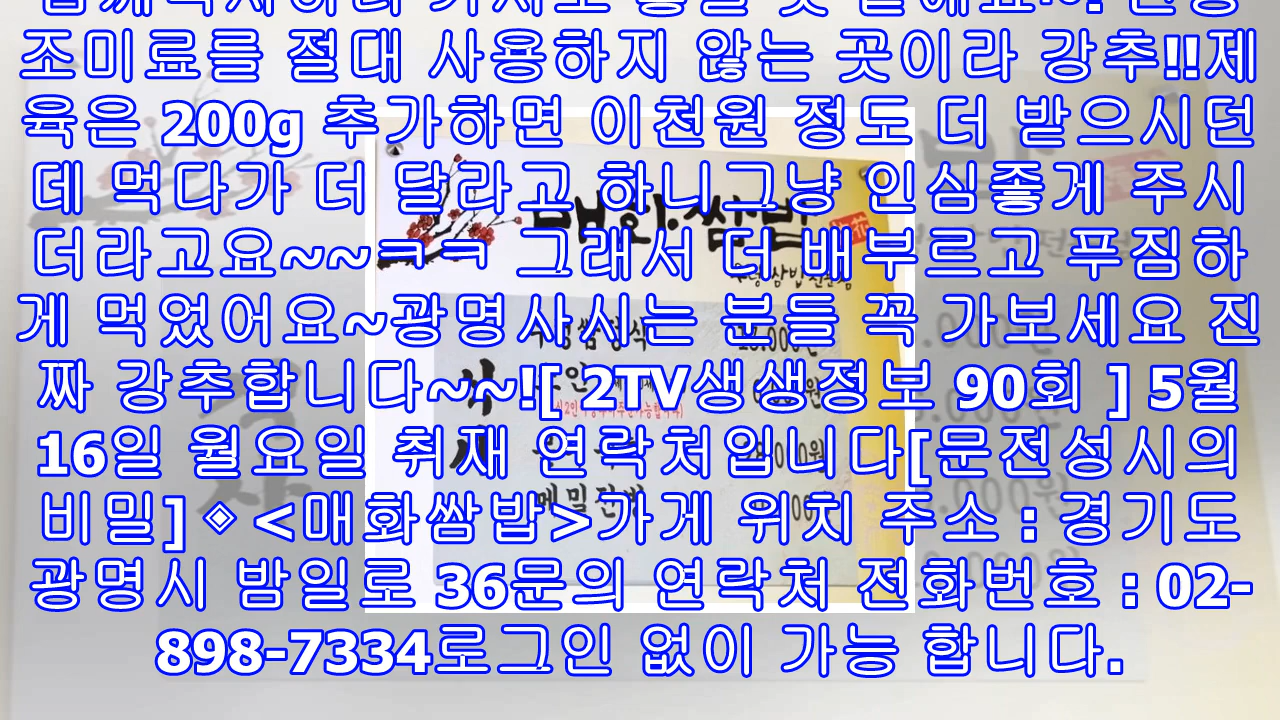 조미료를 절대 사용하지 않는 곳이라 강추!!제
육은 200g 추가하면 이천원 정도 더 받으시던
데 먹다가 더 달라고 하니그냥 인심좋게 주시
더라고요~~ㅋㅋ 그래서 더 배부르고 푸짐하
게 먹었어요~광명사시는 분들 꼭 가보세요 진
짜 강추합니다~~![ 2TV생생정보 90회 ] 5월
16일 월요일 취재 연락처입니다[문전성시의
비밀] ◈ <매화쌈밥>가게 위치 주소 : 경기도
광명시 밤일로 36문의 연락처 전화번호 : 02-
898-7334로그인 없이 가능 합니다.
매화쌈밥